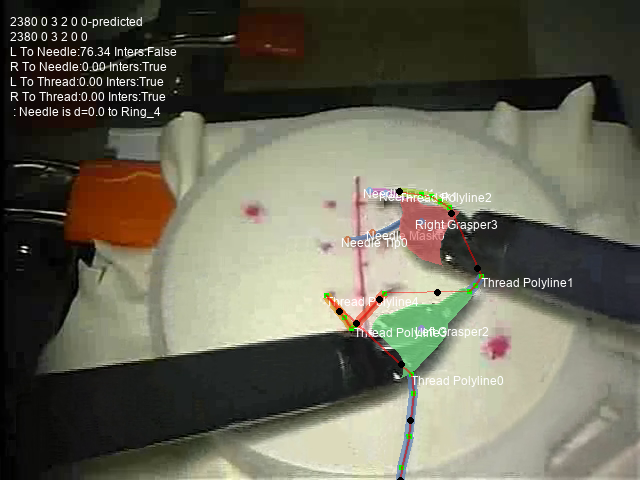 2380 0 3 2 0 0-predicted
2380 0 3 2 0 0
L To Needle:76.34 Inters:False
R To Needle:0.00 Inters:True
L To Thread:0.00 Inters:True
R To Thread:0.00 Inters:True
: Needle is d=0.0 to Ring_4
Thread Polyline2
Right Grasper3
Needle Mask
Needle Tip0
Thread Polyline1
Thread Polyline4
Thread Polyline
Left Grasper2
Thread Polyline0